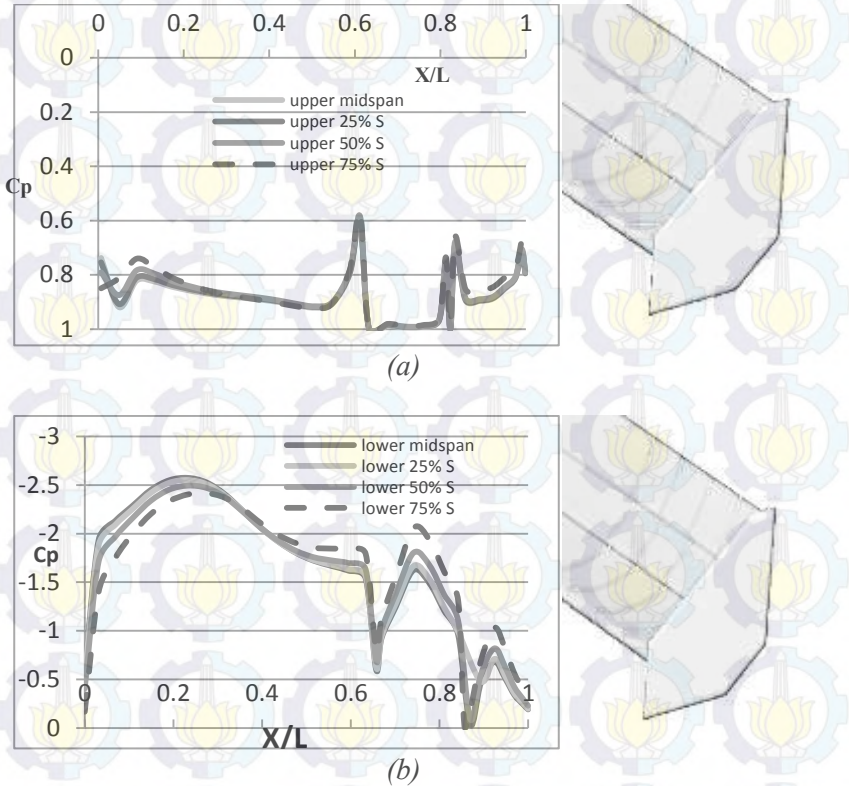 0 0.2 0.4 0.6 0.8 1
0
X/L
upper midspan
0.2
upper 25% S
upper 50% S
0.4
upper 75% S
Cp
0.6
0.8
1
(a)
-3
lower midspan
lower 25% S
-2.5
lower 50% S
lower 75% S
-2
Cp
-1.5
-1
-0.5
0 0.2 0.4 0.6 0.8 1
0
X/L
(b)